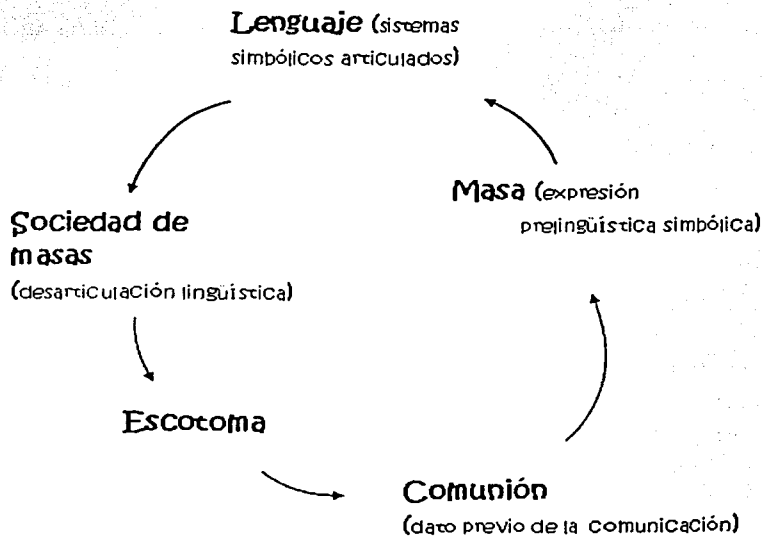 Lenguaje (sistemas
simbólicos articulados)
Masa (expresión
prelingüística simbólica)
Sociedad de
masas
(desarticulación lingüística)
Escotoma
Comunión
(dato previo de la comunicación)